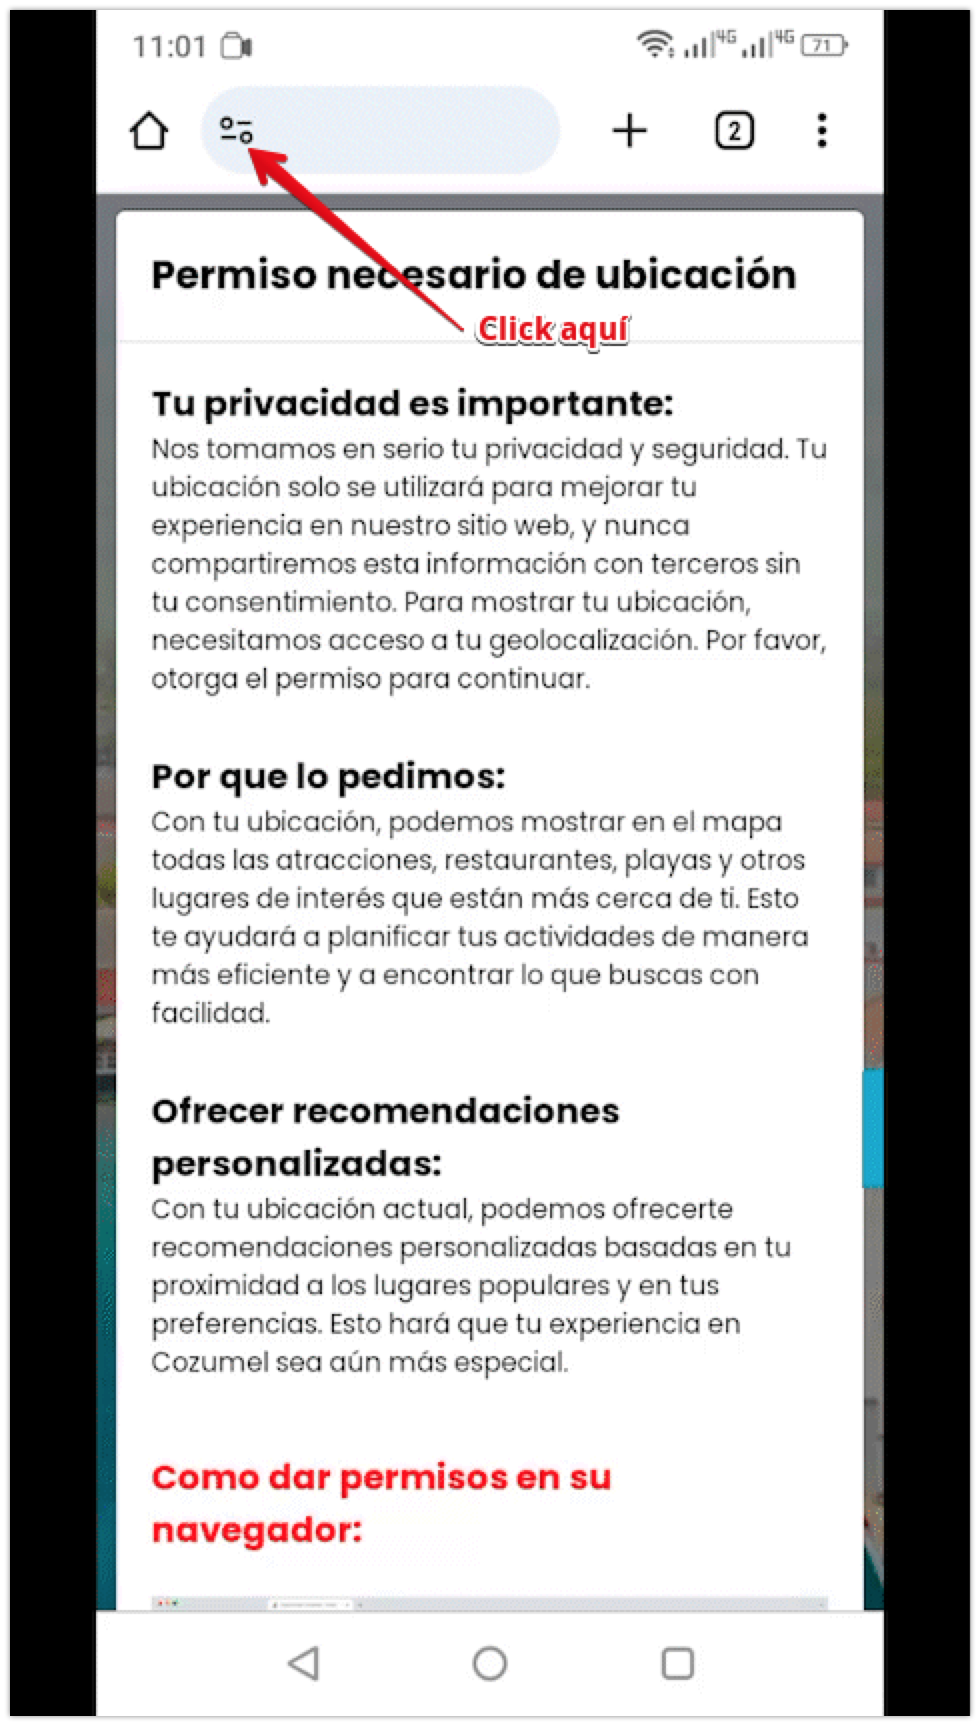 11:01
4G
4G
71
2
Permiso necesario de ubicación
Click aquí
Tu privacidad es importante:
Nos tomamos en serio tu privacidad y seguridad. Tu
ubicación solo se utilizará para mejorar tu
experiencia en nuestro sitio web, y nunca
compartiremos esta información con terceros sin
tu consentimiento. Para mostrar tu ubicación,
necesitamos acceso a tu geolocalización. Por favor,
otorga el permiso para continuar.
Por que lo pedimos:
Con tu ubicación, podemos mostrar en el mapa
todas las atracciones, restaurantes, playas y otros
lugares de interés que están más cerca de ti. Esto
te ayudará a planificar tus actividades de manera
más eficiente y a encontrar lo que buscas con
facilidad.
Ofrecer recomendaciones
personalizadas:
Con tu ubicación actual, podemos ofrecerte
recomendaciones personalizadas basadas en tu
proximidad a los lugares populares y en tus
preferencias. Esto hará que tu experiencia en
Cozumel sea aún más especial.
Como dar permisos en su
navegador: